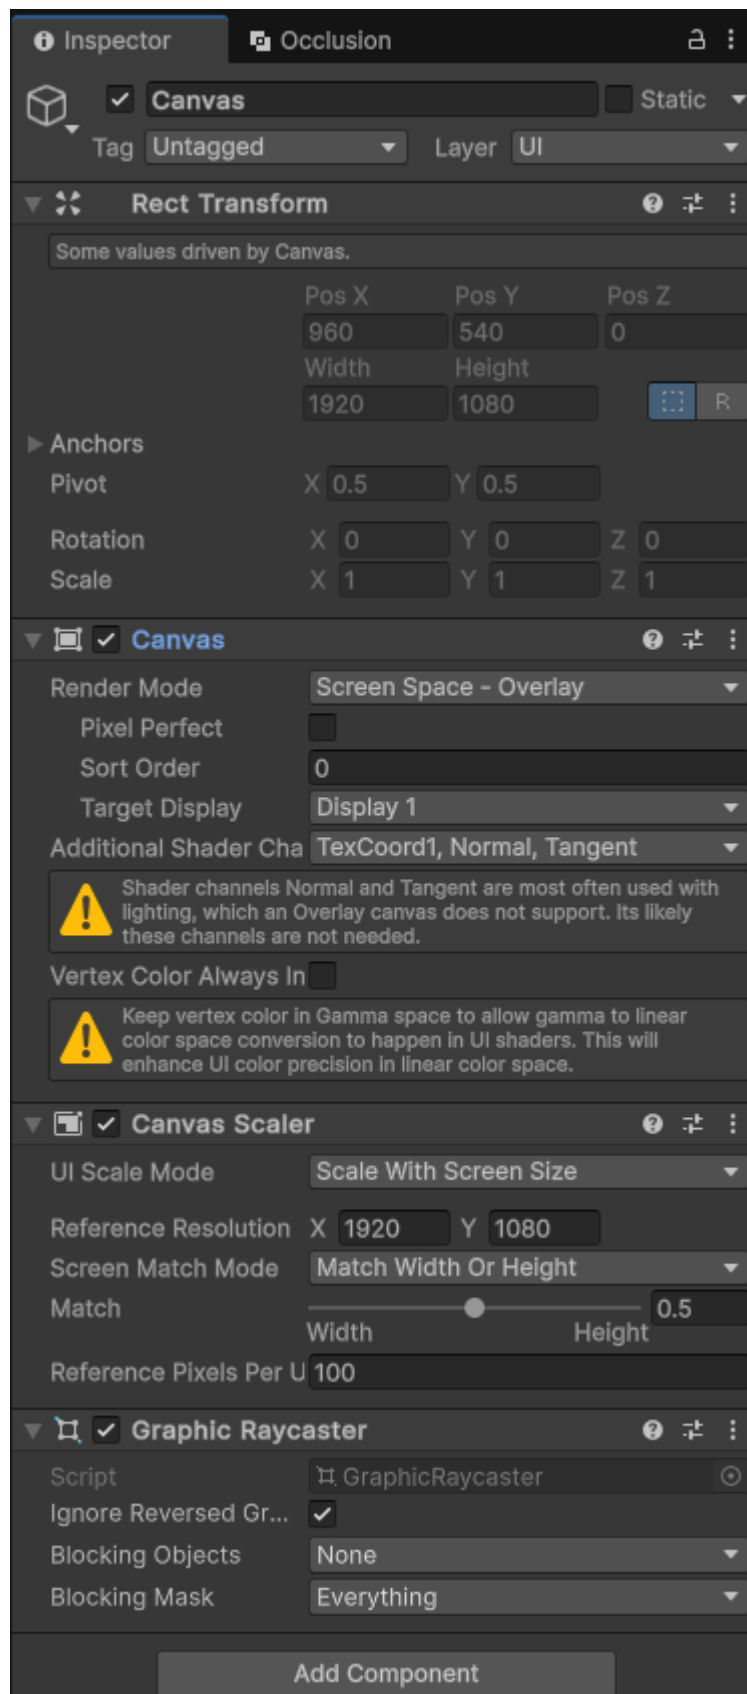 Inspector Occlusion
Canvas Static
Tag Untagged Layer UI
Rect Transform
Some values driven by Canvas.
Pos X Pos Y Pos Z
960 540 0
Width Height
1920 1080 R
Anchors
Pivot X 0.5 Y 0.5
Rotation X 0 Y 0 Z 0
Scale X 1 Y 1 Z 1
Canvas
Render Mode Screen Space - Overlay
Pixel Perfect
Sort Order 0
Target Display Display 1
Additional Shader Cha TexCoord1, Normal, Tangent
Shader channels Normal and Tangent are most often used with
lighting, which an Overlay canvas does not support. Its likely
these channels are not needed.
Vertex Color Always In
Keep vertex color in Gamma space to allow gamma to linear
color space conversion to happen in UI shaders. This will
enhance UI color precision in linear color space.
Canvas Scaler
UI Scale Mode Scale With Screen Size
Reference Resolution X 1920 Y 1080
Screen Match Mode Match Width Or Height
Match 0.5
Width Height
Reference Pixels Per U 100
Graphic Raycaster
Script GraphicRaycaster
Ignore Reversed Gr...
Blocking Objects None
Blocking Mask Everything
Add Component